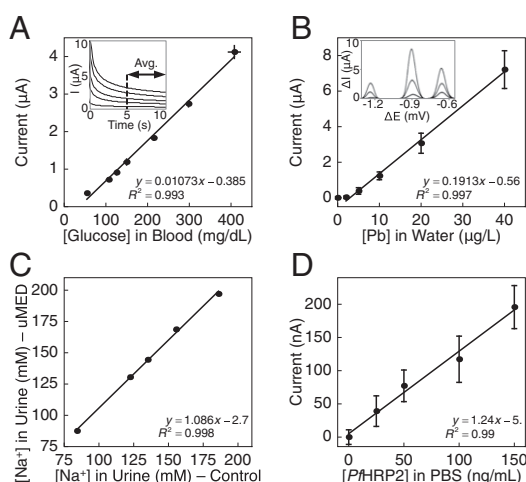 A
5
4
3
2
1
0
Current (µA)
0 100 200 300 400 500
[Glucose] in Blood (mg/dL)
10
5
0
I (µA)
0 5 10
Time (s)
Avg.
y = 0.01073x – 0.385
R² = 0.993
B
10
8
6
4
2
0
Current (µA)
0 10 20 30 40
[Pb] in Water (µg/L)
10
5
0
ΔI (µA)
-1.2 -0.9 -0.6
ΔE (mV)
y = 0.1913x – 0.56
R² = 0.997
C
200
175
150
125
100
75
[Na⁺] in Urine (mM) – uMED
75 100 125 150 175 200
[Na⁺] in Urine (mM) – Control
y = 1.086x – 2.7
R² = 0.998
D
250
200
150
100
50
0
Current (nA)
0 50 100 150
[PfHRP2] in PBS (ng/mL)
y = 1.24x – 5.
R² = 0.99